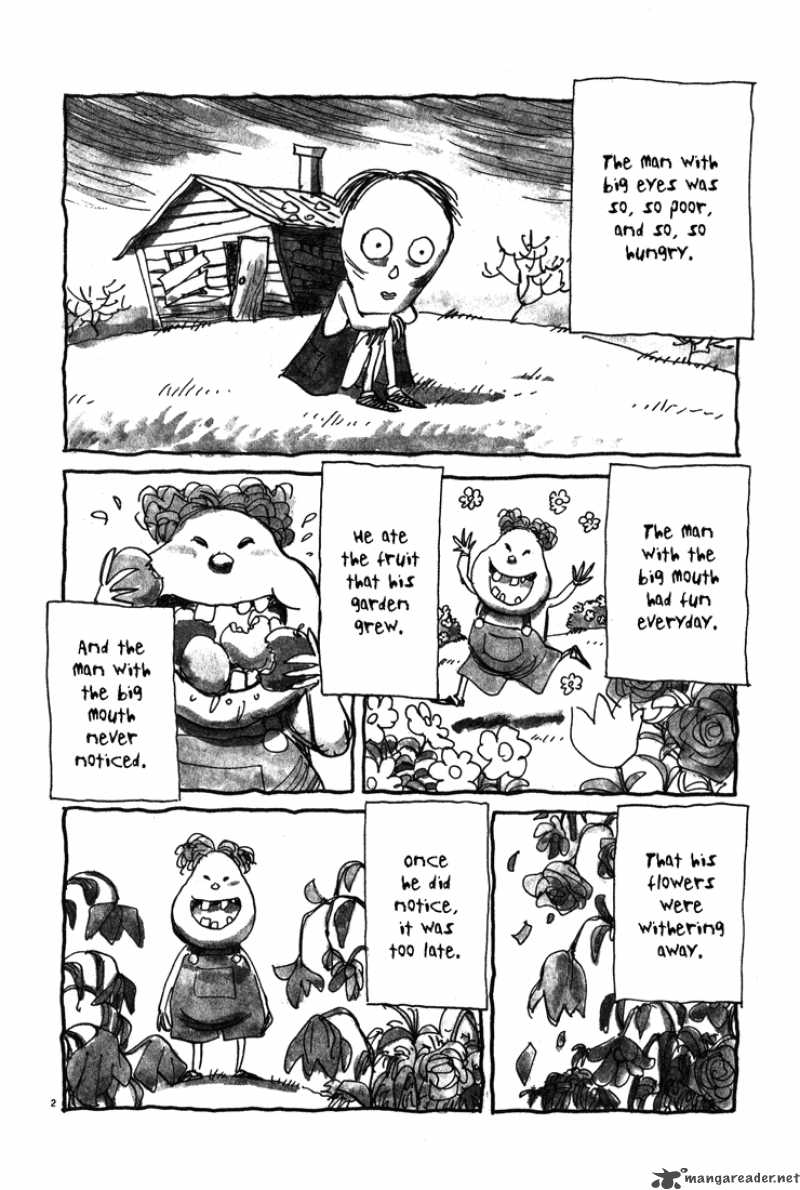 The man with
big eyes was
so, so poor,
and so, so
hungry.
The man
with the
big mouth
had fun
everyday.
He ate
the fruit
that his
garden
grew.
And the
man with
the big
mouth
never
noticed.
That his
flowers
were
withering
away.
Once
he did
notice,
it was
too late.
2
mangareader.net